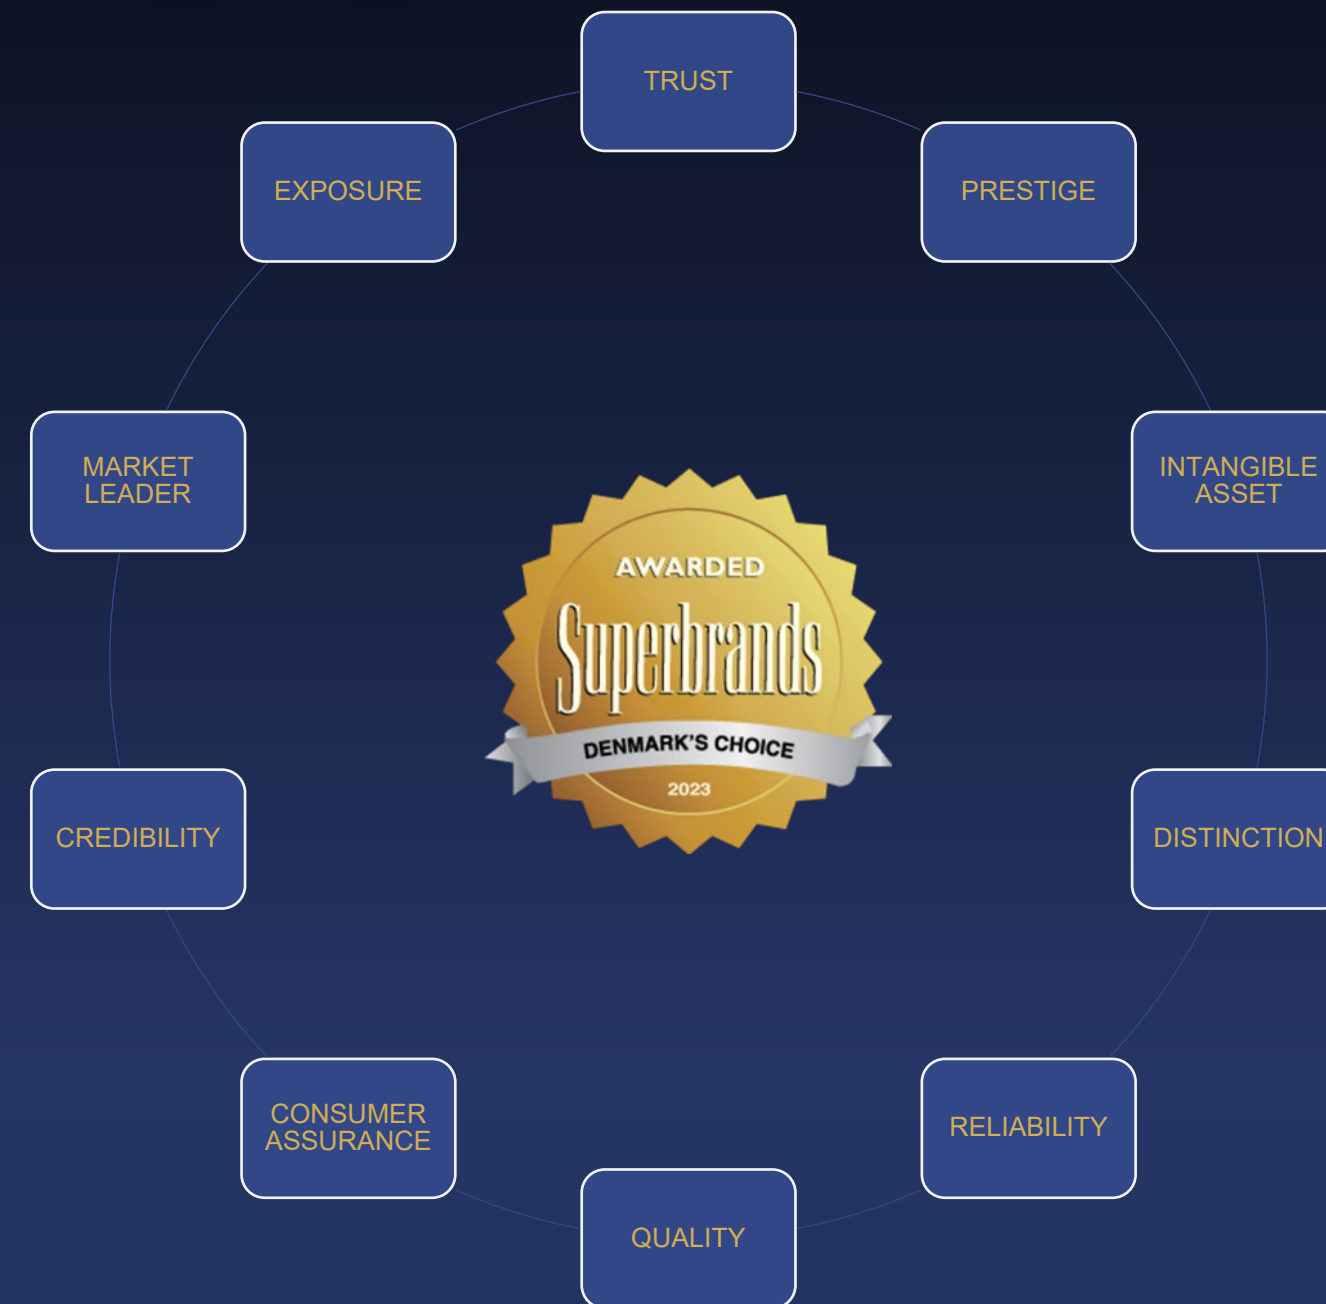 TRUST
EXPOSURE
PRESTIGE
MARKET
LEADER
INTANGIBLE
ASSET
AWARDED
Superbrands
DENMARK'S CHOICE
2023
CREDIBILITY
DISTINCTION
CONSUMER
ASSURANCE
RELIABILITY
QUALITY